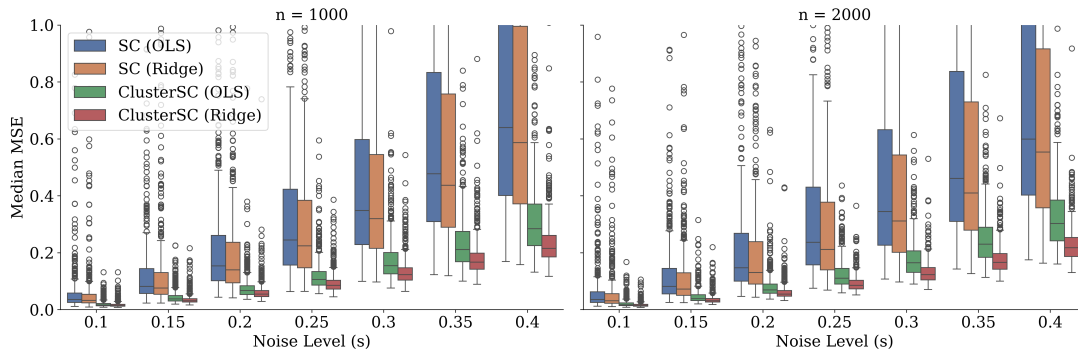 n = 1000
n = 2000
Median MSE
1.0
0.8
0.6
0.4
0.2
0.0
SC (OLS)
SC (Ridge)
ClusterSC (OLS)
ClusterSC (Ridge)
0.1 0.15 0.2 0.25 0.3 0.35 0.4
0.1 0.15 0.2 0.25 0.3 0.35 0.4
Noise Level (s)
Noise Level (s)